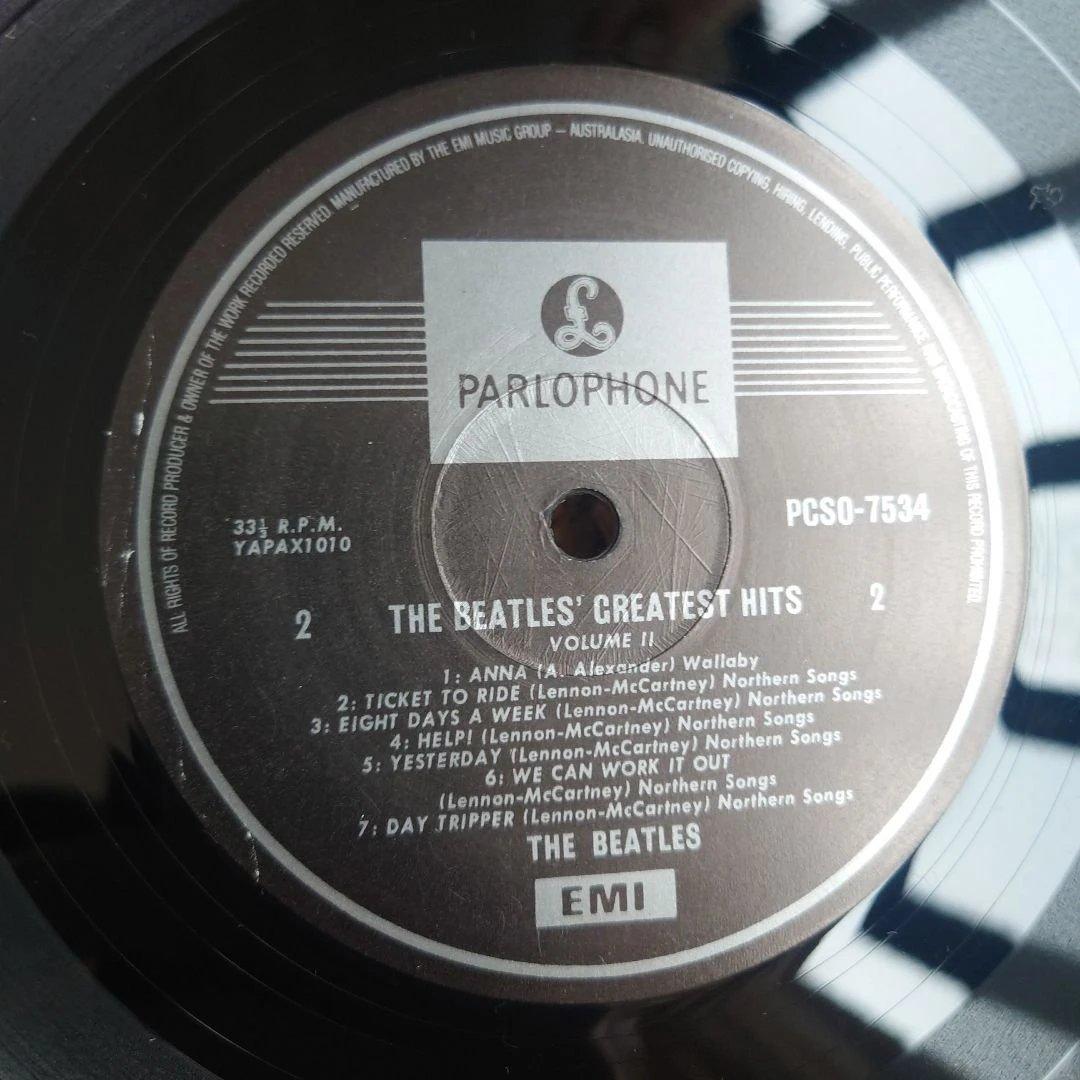 ALL RIGHTS OF RECORD PRODUCER & OWNER OF THE WORK RECORDED RESERVED. MANUFACTURED BY THE EMI MUSIC GROUP – AUSTRALASIA. UNAUTHORISED COPYING, HIRING, LENDING, PUBLIC PERFORMANCE AND BROADCASTING OF THIS RECORD PROHIBITED.
£
PARLOPHONE
33⅓ R.P.M.
YAPAX1010
PCSO-7534
2 THE BEATLES' GREATEST HITS 2
VOLUME II
1: ANNA (A. Alexander) Wallaby
2: TICKET TO RIDE (Lennon-McCartney) Northern Songs
3: EIGHT DAYS A WEEK (Lennon-McCartney) Northern Songs
4: HELP! (Lennon-McCartney) Northern Songs
5: YESTERDAY (Lennon-McCartney) Northern Songs
6: WE CAN WORK IT OUT
(Lennon-McCartney) Northern Songs
7: DAY TRIPPER (Lennon-McCartney) Northern Songs
THE BEATLES
EMI